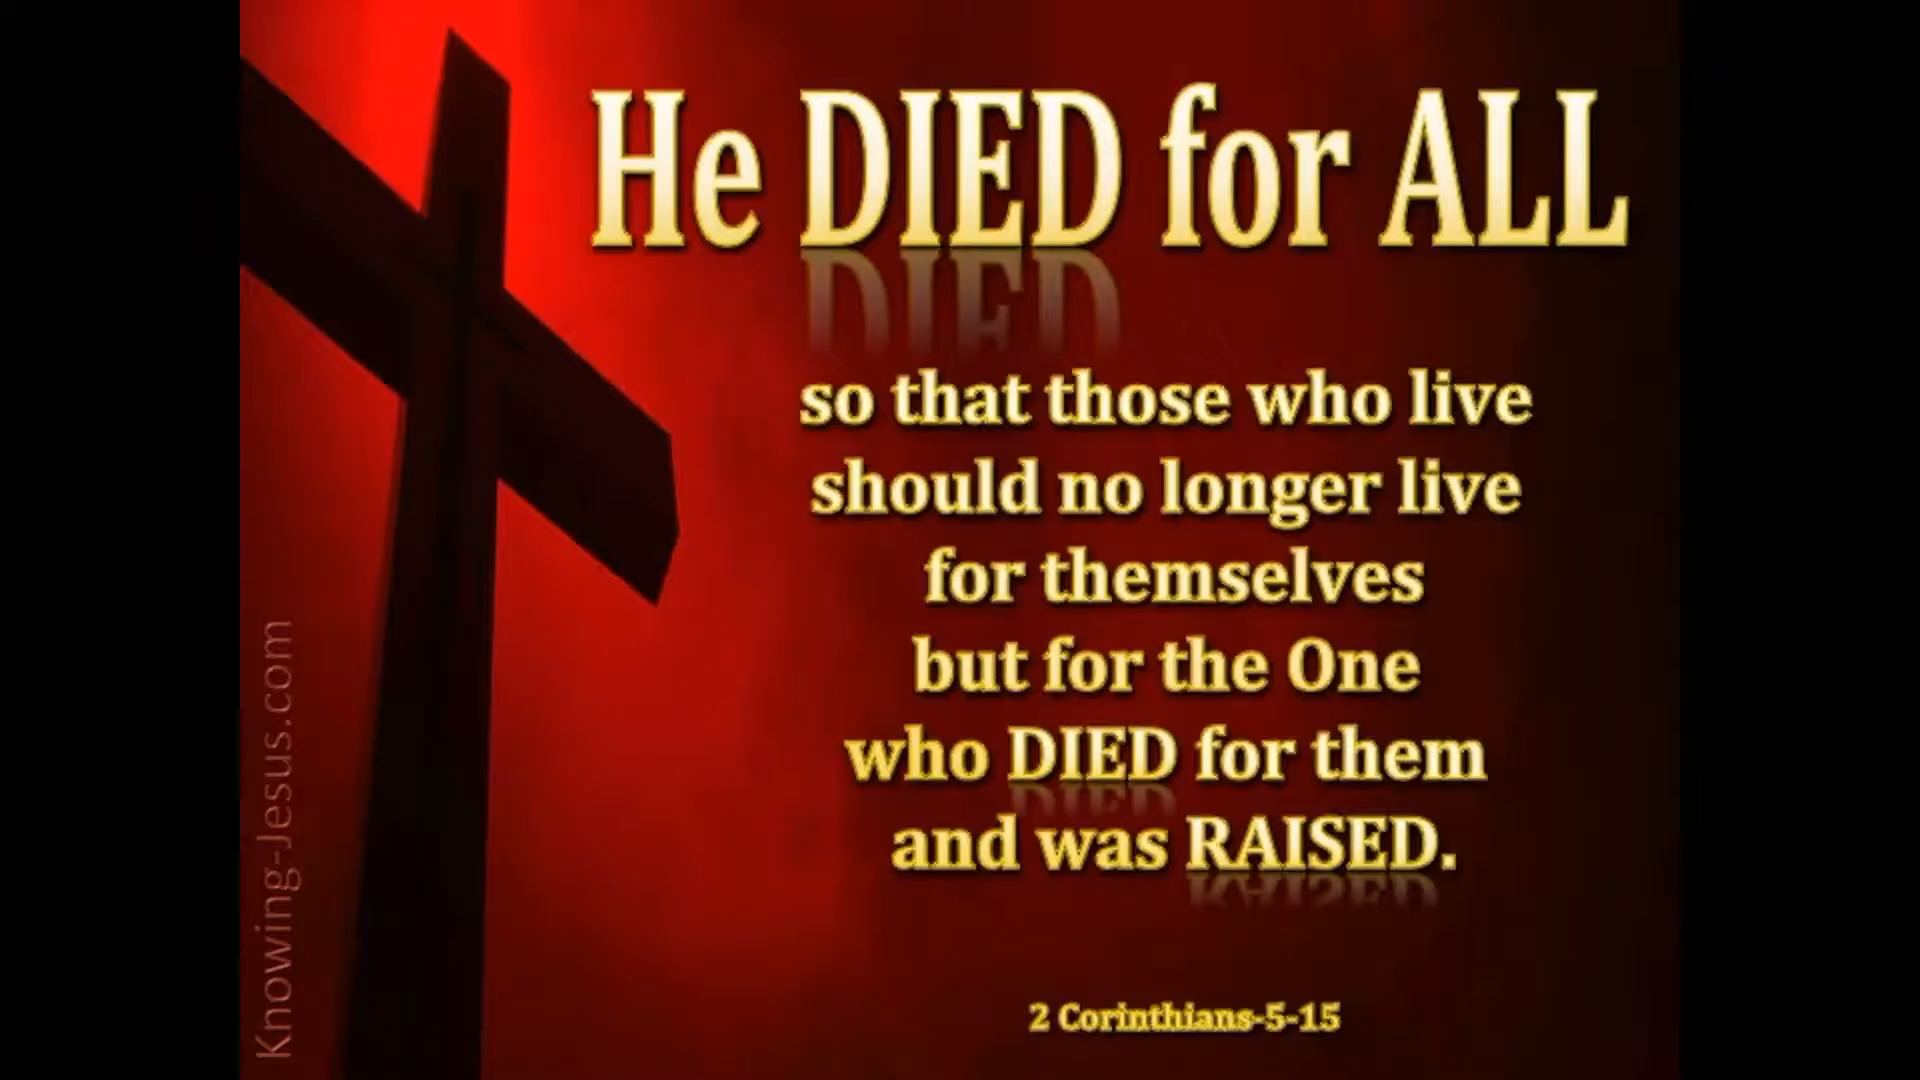 He DIED for ALL
so that those who live
should no longer live
for themselves
but for the One
who DIED for them
and was RAISED.
2 Corinthians-5-15
Knowing-Jesus.com